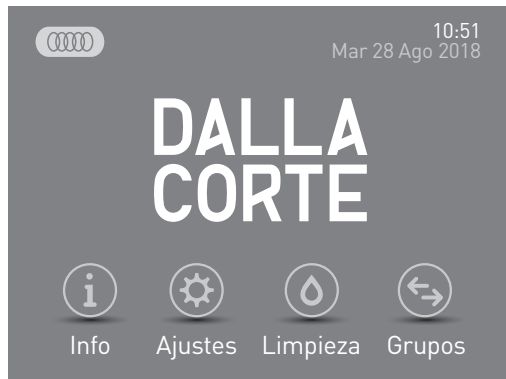 10:51
Mar 28 Ago 2018
DALLA
CORTE
Info Ajustes Limpieza Grupos